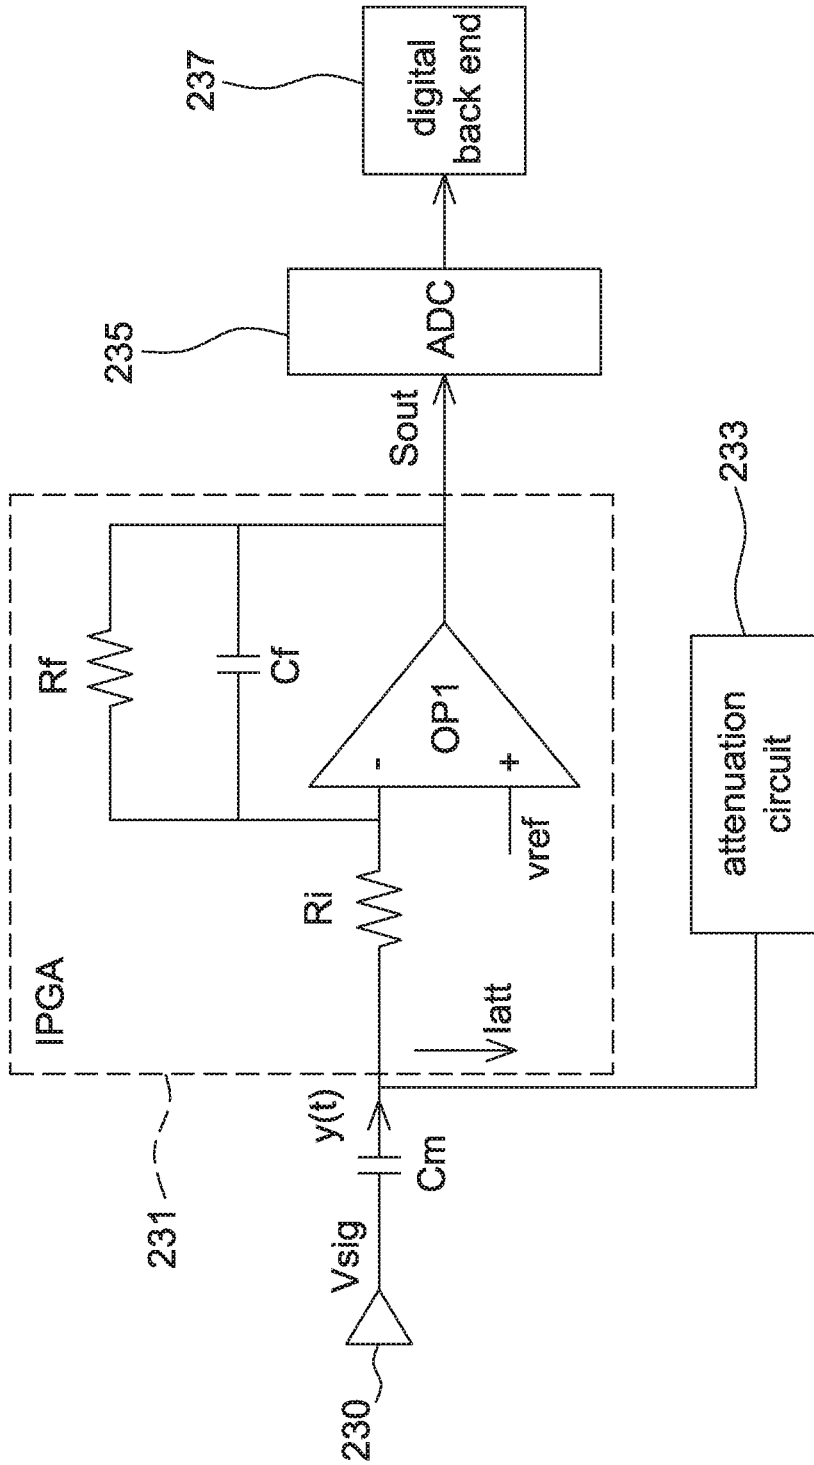 231
IPGA
Rf
Cf
Ri
-
+
OP1
vref
Iatt
230
Vsig
Cm
y(t)
Sout
235
ADC
237
digital
back end
233
attenuation
circuit